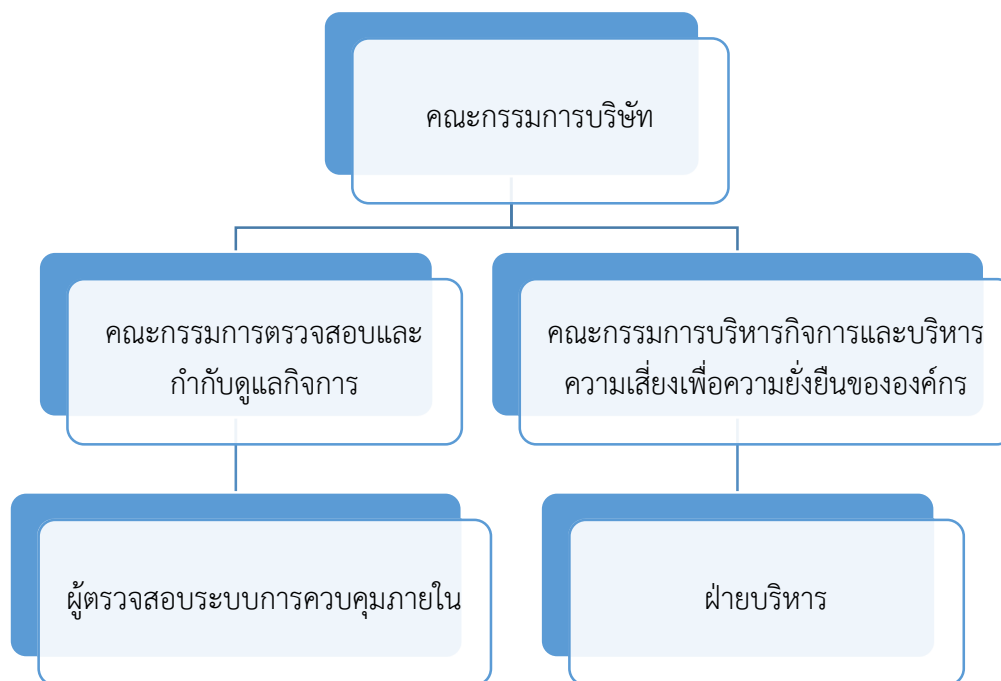 คณะกรรมการบริษัท
คณะกรรมการตรวจสอบและ
กำกับดูแลกิจการ
คณะกรรมการบริหารกิจการและบริหาร
ความเสี่ยงเพื่อความยั่งยืนขององค์กร
ผู้ตรวจสอบระบบการควบคุมภายใน
ฝ่ายบริหาร